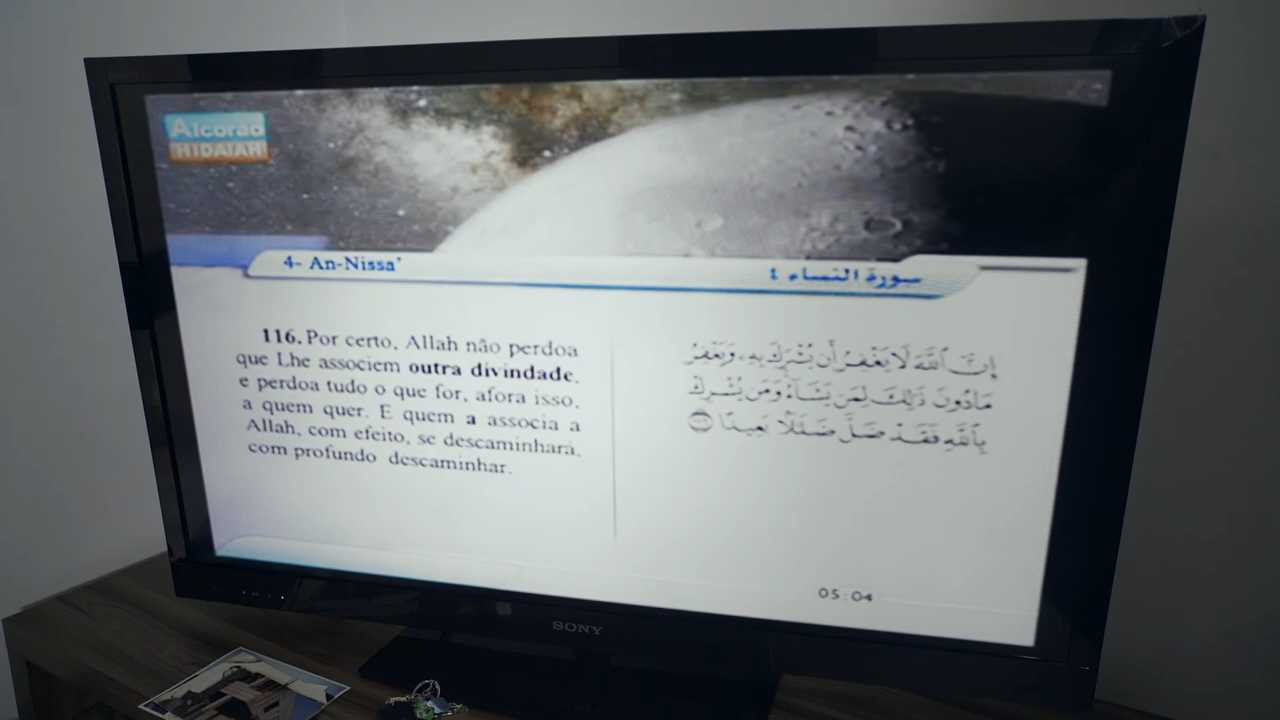 Alcorão
HIDAIAH
4- An-Nissa'
سورة النساء ٤
116. Por certo, Allah não perdoa
que Lhe associem outra divindade,
e perdoa tudo o que for, afora isso,
a quem quer. E quem a associa a
Allah, com efeito, se descaminhará,
com profundo descaminhar.
إِنَّ ٱللَّهَ لَا يَغْفِرُ أَن يُشْرَكَ بِهِۦ وَيَغْفِرُ
مَا دُونَ ذَٰلِكَ لِمَن يَشَآءُ وَمَن يُشْرِكْ
بِٱللَّهِ فَقَدْ ضَلَّ ضَلَٰلًۢا بَعِيدًا ١١٦
05:04
SONY